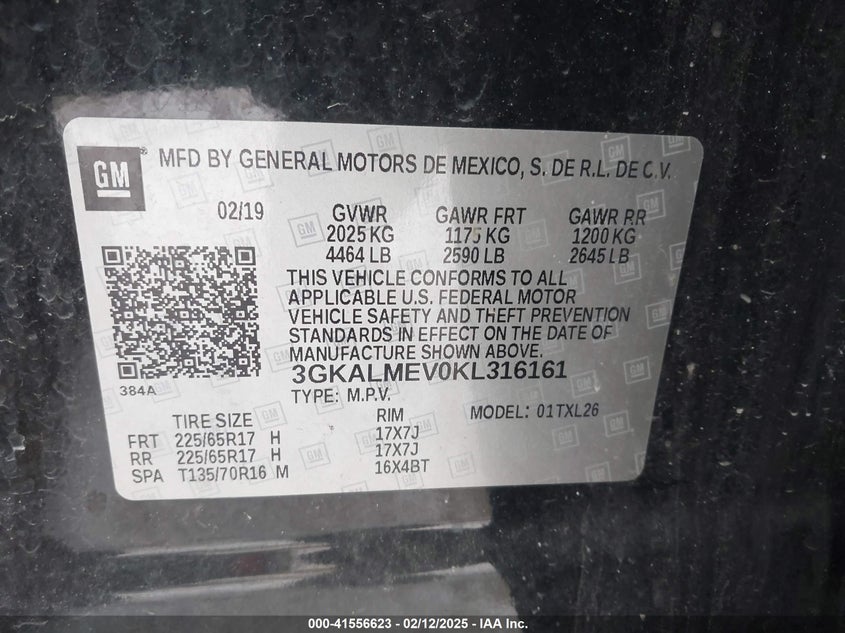 GM ® MFD BY GENERAL MOTORS DE MEXICO, S. DE R.L. DE C.V.
02/19 GVWR GAWR FRT GAWR RR
2025 KG 1175 KG 1200 KG
4464 LB 2590 LB 2645 LB
THIS VEHICLE CONFORMS TO ALL
APPLICABLE U.S. FEDERAL MOTOR
VEHICLE SAFETY AND THEFT PREVENTION
STANDARDS IN EFFECT ON THE DATE OF
MANUFACTURE SHOWN ABOVE.
384A
3GKALMEV0KL316161
TYPE: M.P.V. MODEL: 01TXL26
TIRE SIZE RIM
FRT 225/65R17 H 17X7J
RR 225/65R17 H 17X7J
SPA T135/70R16 M 16X4BT
000-41556623 - 02/12/2025 - IAA Inc.